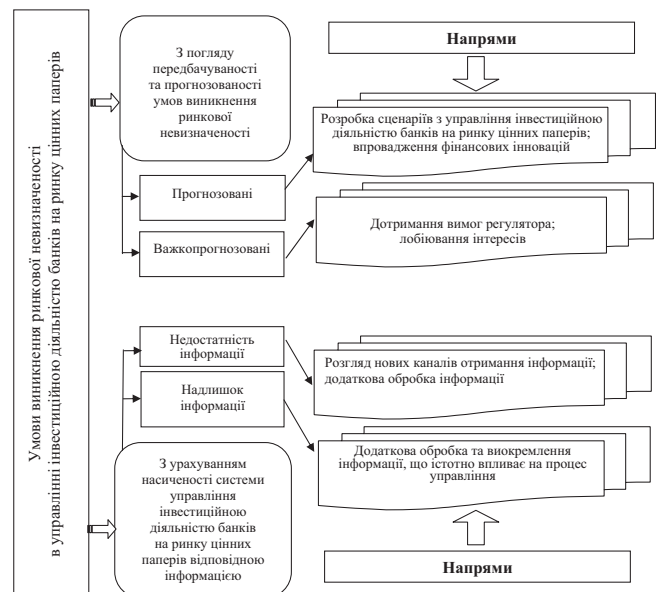 Умови виникнення ринкової невизначеності
в управлінні інвестиційною діяльністю банків на ринку цінних паперів
З погляду
передбачуваності
та прогнозованості
умов виникнення
ринкової
невизначеності
Напрями
Розробка сценаріїв з управління інвестиційною
діяльністю банків на ринку цінних паперів;
впровадження фінансових інновацій
Прогнозовані
Дотримання вимог регулятора;
лобіювання інтересів
Важкопрогнозовані
Недостатність
інформації
Розгляд нових каналів отримання інформації;
додаткова обробка інформації
Надлишок
інформації
Додаткова обробка та виокремлення
інформації, що істотно впливає на процес
управління
З урахуванням
насиченості системи
управління
інвестиційною
діяльністю банків
на ринку цінних
паперів відповідною
інформацією
Напрями